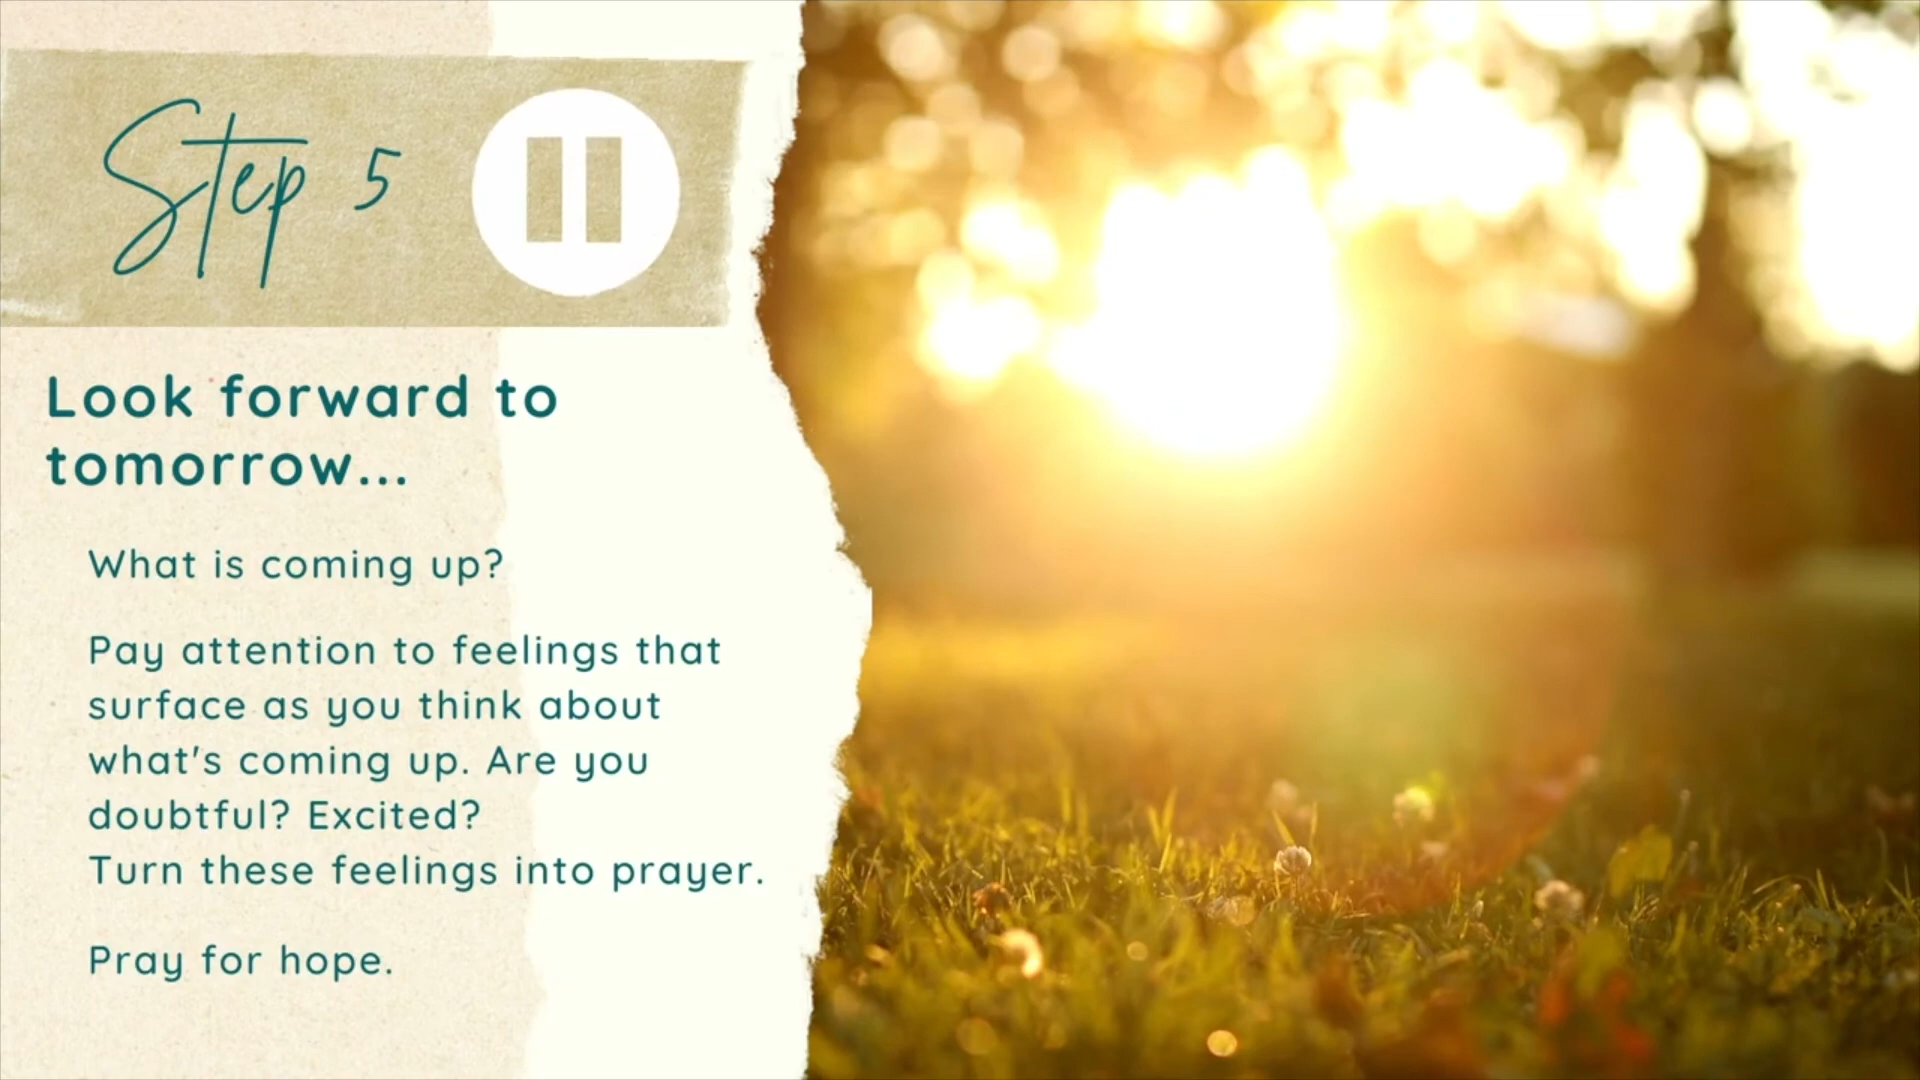 Step 5
Look forward to
tomorrow...
What is coming up?
Pay attention to feelings that
surface as you think about
what's coming up. Are you
doubtful? Excited?
Turn these feelings into prayer.
Pray for hope.